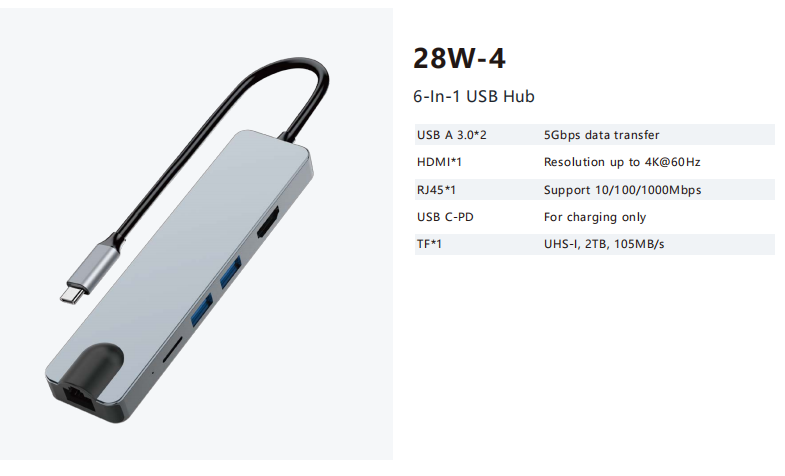 28W-4
6-In-1 USB Hub
USB A 3.0*2 5Gbps data transfer
HDMI*1 Resolution up to 4K@60Hz
RJ45*1 Support 10/100/1000Mbps
USB C-PD For charging only
TF*1 UHS-I, 2TB, 105MB/s